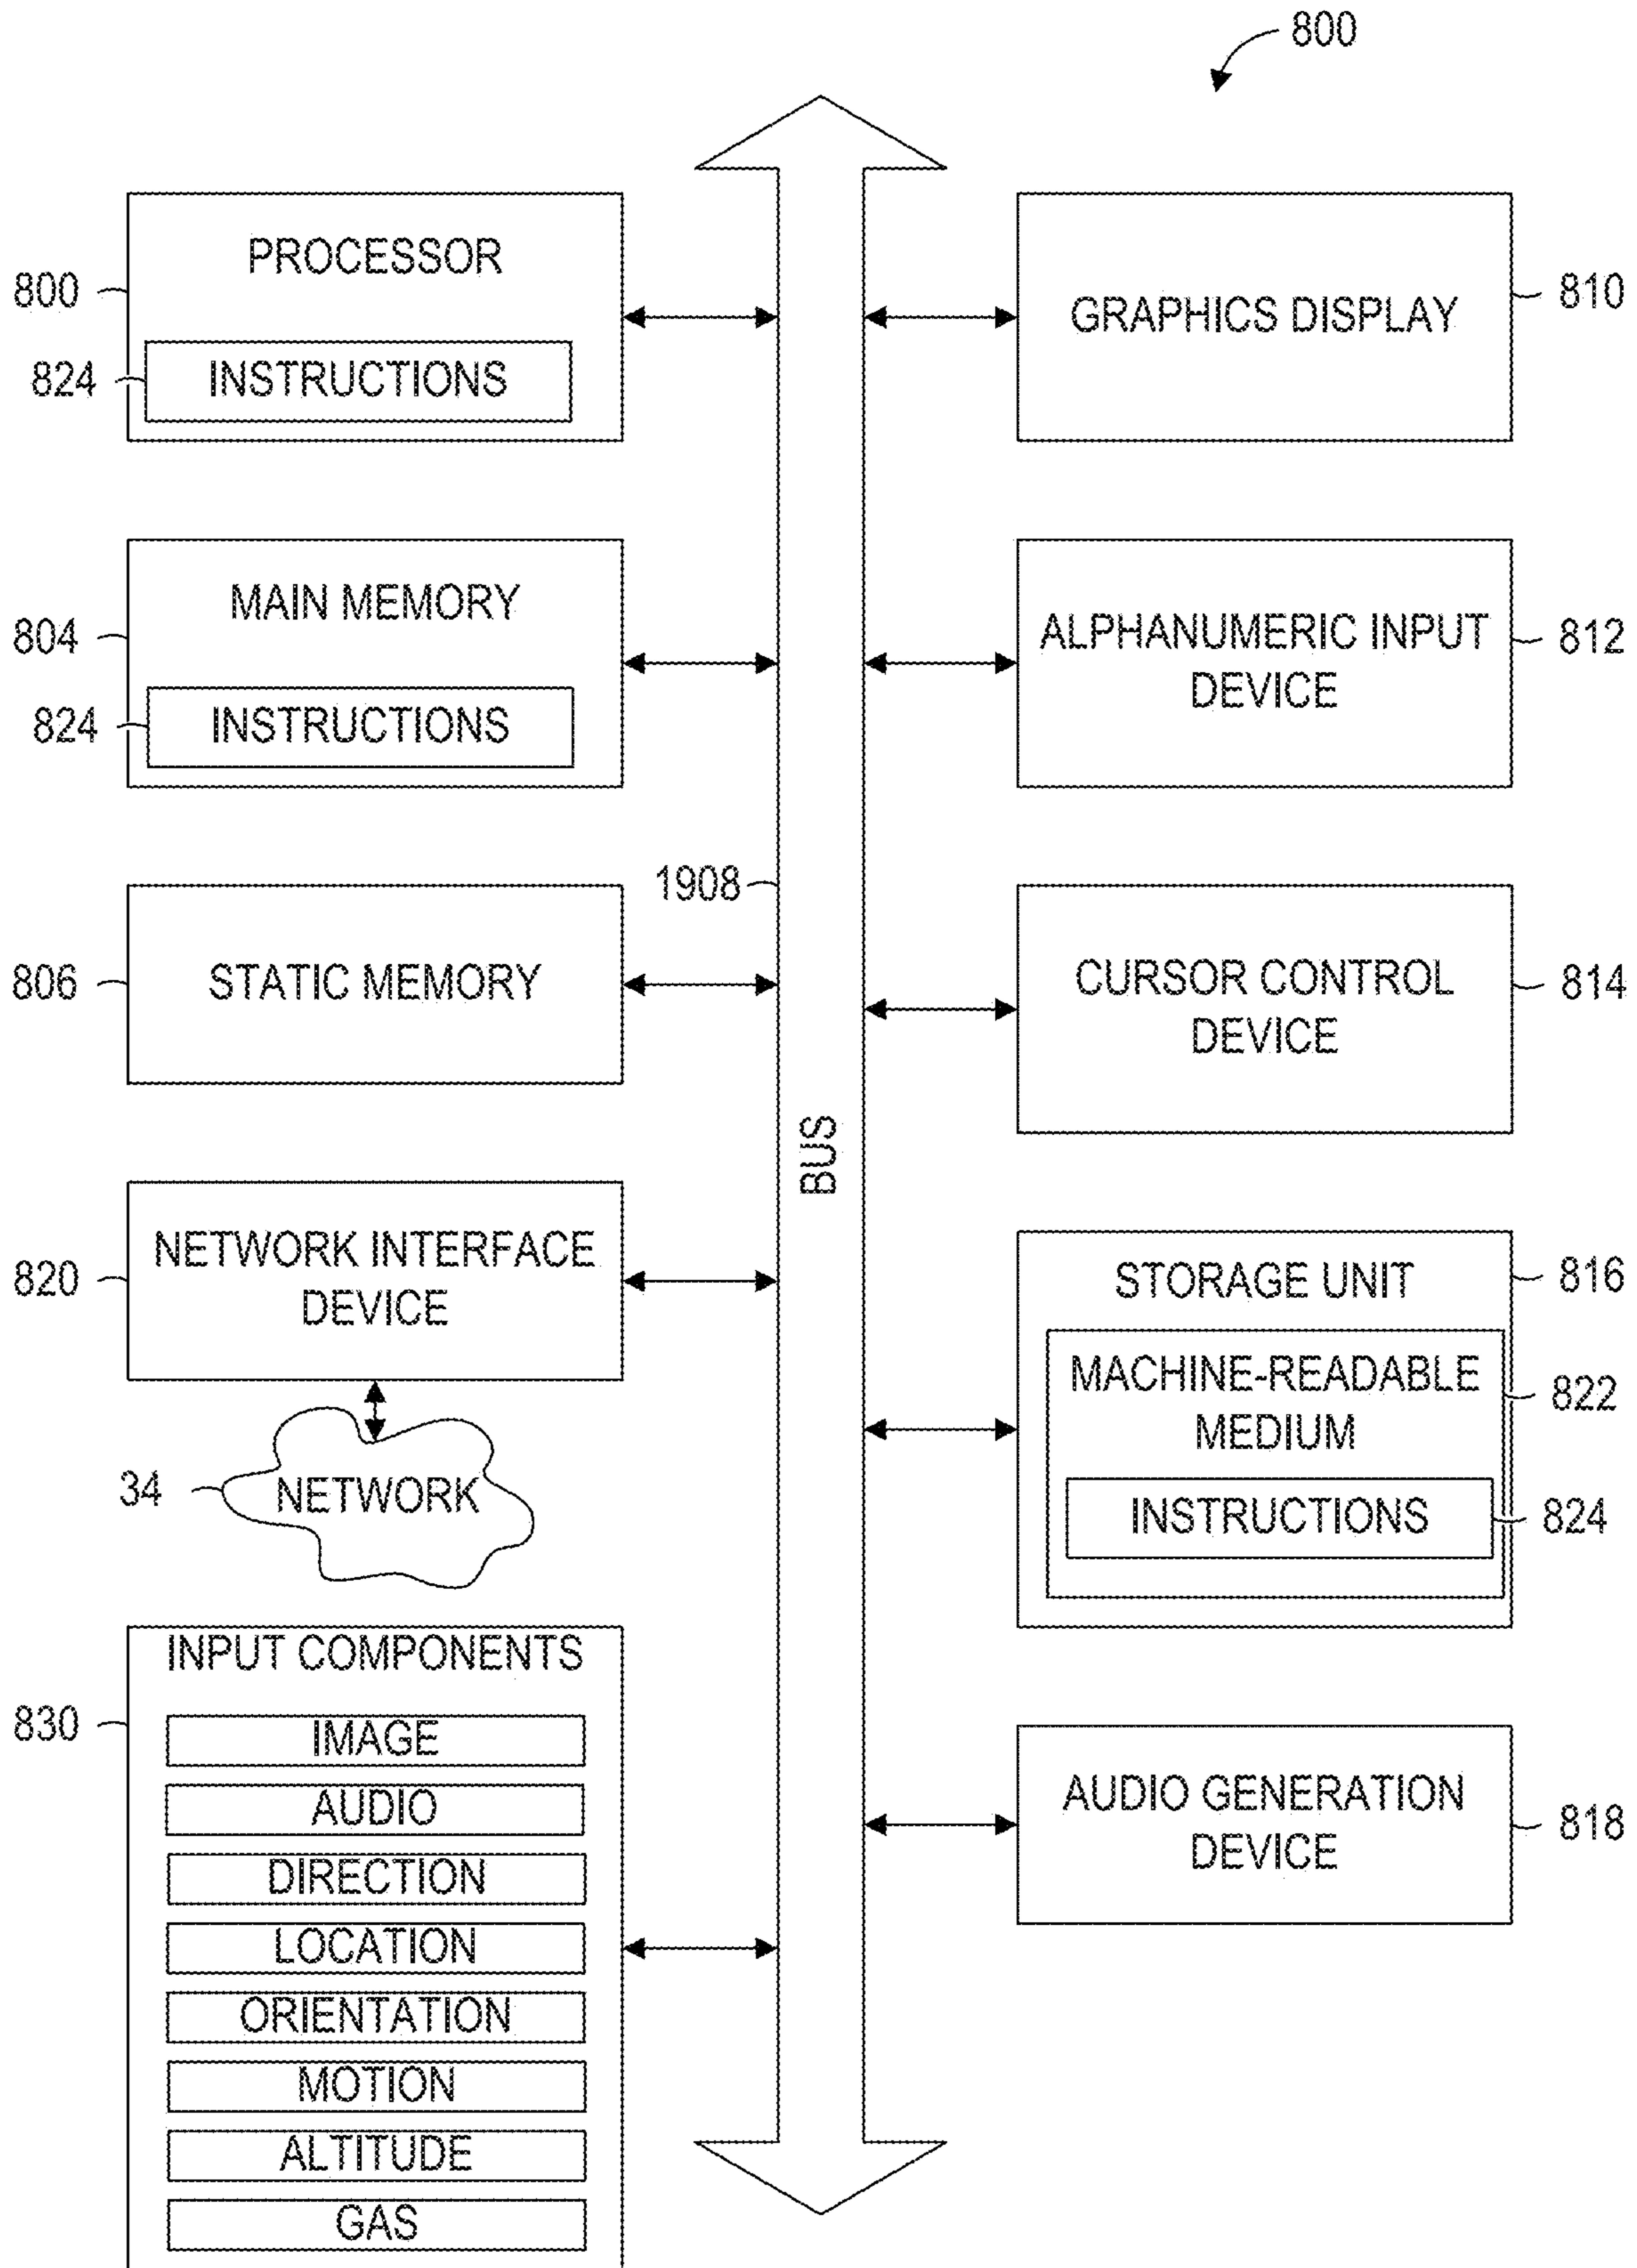 800
PROCESSOR
800
INSTRUCTIONS
824
MAIN MEMORY
804
INSTRUCTIONS
824
STATIC MEMORY
806
NETWORK INTERFACE
DEVICE
820
NETWORK
34
INPUT COMPONENTS
830
IMAGE
AUDIO
DIRECTION
LOCATION
ORIENTATION
MOTION
ALTITUDE
GAS
1908
BUS
GRAPHICS DISPLAY
810
ALPHANUMERIC INPUT
DEVICE
812
CURSOR CONTROL
DEVICE
814
STORAGE UNIT
816
MACHINE-READABLE
MEDIUM
822
INSTRUCTIONS
824
AUDIO GENERATION
DEVICE
818